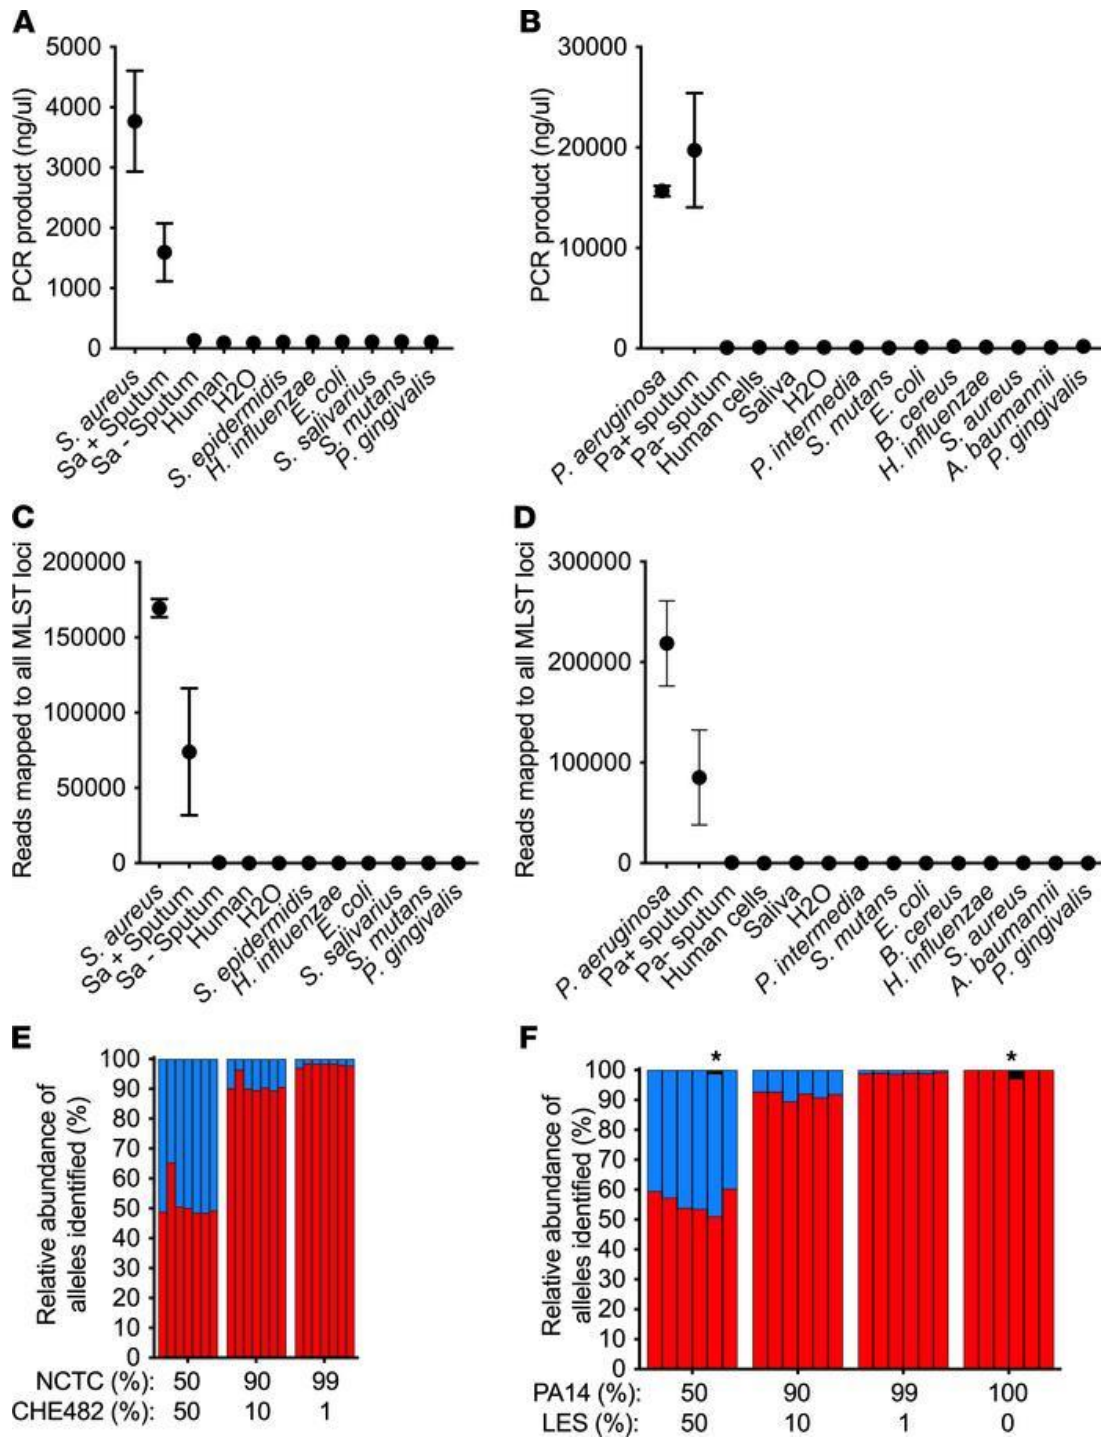 A
5000
4000
3000
2000
1000
0
PCR product (ng/ul)
S. aureus
Sa + Sputum
Sa - Sputum
Human
H2O
S. epidermidis
H. influenzae
E. coli
S. salivarius
S. mutans
P. gingivalis
B
30000
20000
10000
0
PCR product (ng/ul)
P. aeruginosa
Pa+ sputum
Pa- sputum
Human cells
Saliva
H2O
P. intermedia
S. mutans
E. coli
B. cereus
H. influenzae
S. aureus
A. baumannii
P. gingivalis
C
200000
150000
100000
50000
0
Reads mapped to all MLST loci
S. aureus
Sa + Sputum
Sa - Sputum
Human
H2O
S. epidermidis
H. influenzae
E. coli
S. salivarius
S. mutans
P. gingivalis
D
300000
200000
100000
0
Reads mapped to all MLST loci
P. aeruginosa
Pa+ sputum
Pa- sputum
Human cells
Saliva
H2O
P. intermedia
S. mutans
E. coli
B. cereus
H. influenzae
S. aureus
A. baumannii
P. gingivalis
E
100
90
80
70
60
50
40
30
20
10
0
Relative abundance of
alleles identified (%)
NCTC (%): 50 90 99
CHE482 (%): 50 10 1
F
* *
100
90
80
70
60
50
40
30
20
10
0
Relative abundance of
alleles identified (%)
PA14 (%): 50 90 99 100
LES (%): 50 10 1 0